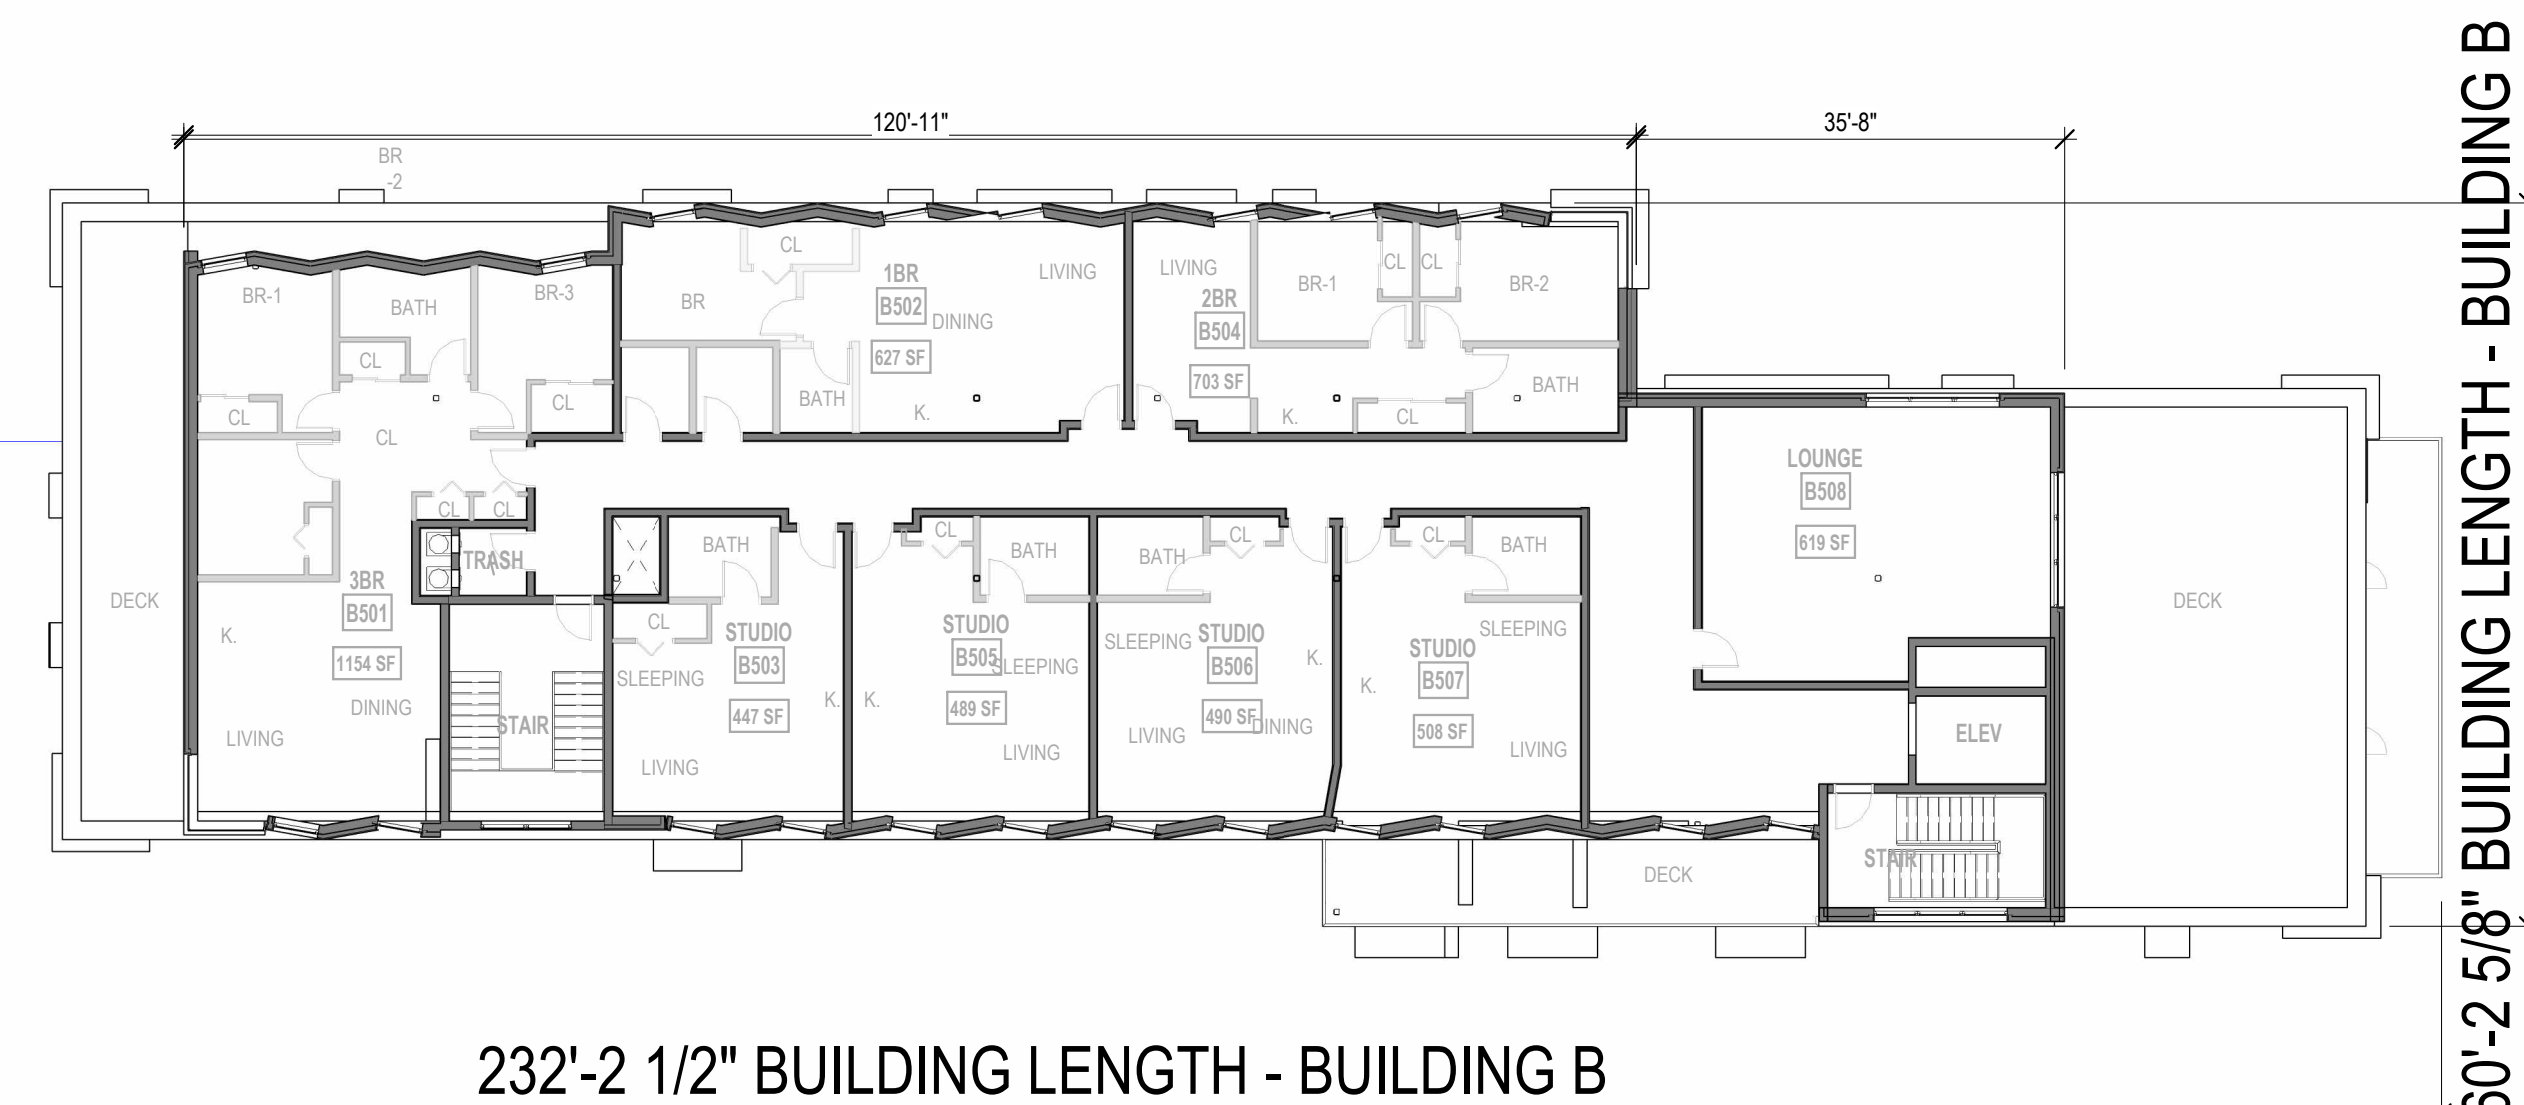 120'-11"
35'-8"
BR
-2
CL
1BR
B502
627 SF
LIVING
BR
DINING
BATH
K.
LIVING
2BR
B504
703 SF
BR-1
CL
CL
BR-2
BATH
K.
CL
BR-1
BATH
BR-3
CL
CL
CL
CL
CL
CL
TRASH
DECK
3BR
B501
1154 SF
K.
DINING
LIVING
STAIR
BATH
CL
STUDIO
B503
447 SF
SLEEPING
K.
LIVING
CL
BATH
STUDIO
B505
489 SF
SLEEPING
K.
LIVING
BATH
CL
SLEEPING
STUDIO
B506
490 SF
K.
LIVING
DINING
CL
BATH
SLEEPING
STUDIO
B507
508 SF
K.
LIVING
LOUNGE
B508
619 SF
ELEV
STAIR
DECK
DECK
232'-2 1/2" BUILDING LENGTH - BUILDING B
60'-2 5/8" BUILDING LENGTH - BUILDING B